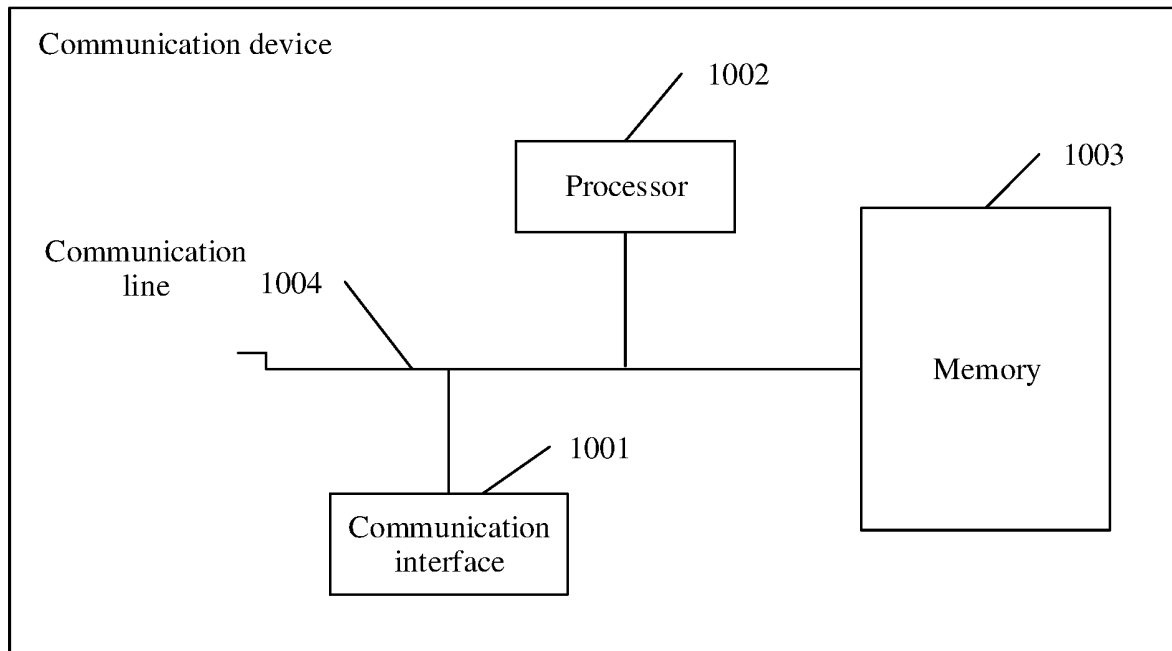 Communication device
1002
Processor
1003
Communication
line
1004
Memory
1001
Communication
interface